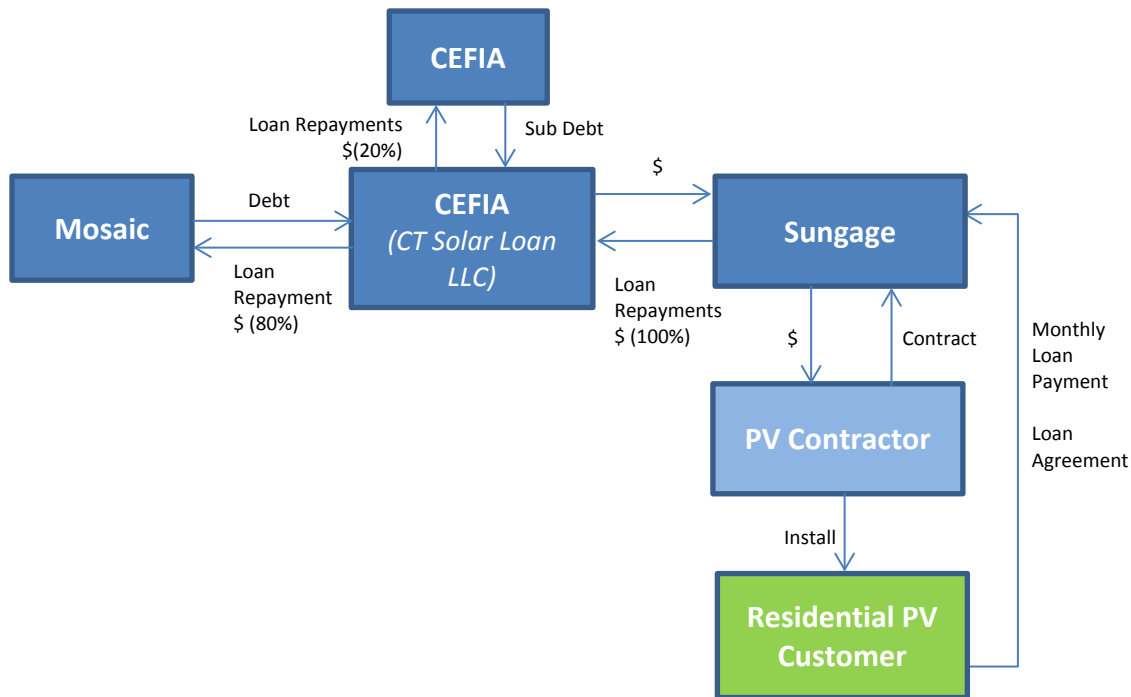 CEFIA
Loan Repayments
$(20%)
Sub Debt
Mosaic
Debt
Loan
Repayment
$ (80%)
CEFIA
(CT Solar Loan
LLC)
$
Loan
Repayments
$ (100%)
Sungage
$
Contract
Monthly
Loan
Payment
Loan
Agreement
PV Contractor
Install
Residential PV
Customer